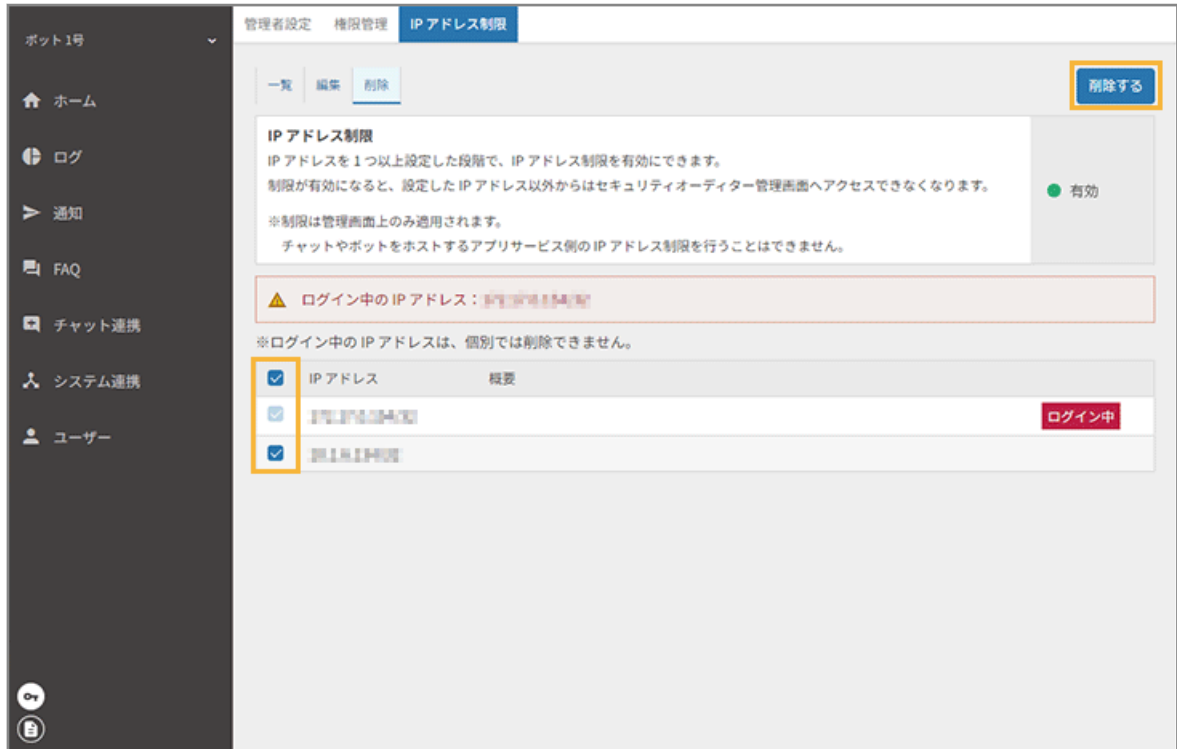 ボット1号
ホーム
ログ
通知
FAQ
チャット連携
システム連携
ユーザー
管理者設定 権限管理 IP アドレス制限
一覧 編集 削除 削除する
IP アドレス制限
IP アドレスを 1 つ以上設定した段階で、IP アドレス制限を有効にできます。
制限が有効になると、設定した IP アドレス以外からはセキュリティオーディター管理画面へアクセスできなくなります。
※制限は管理画面上のみ適用されます。
チャットやボットをホストするアプリサービス側の IP アドレス制限を行うことはできません。
有効
ログイン中の IP アドレス：
※ログイン中の IP アドレスは、個別では削除できません。
IP アドレス 概要
ログイン中